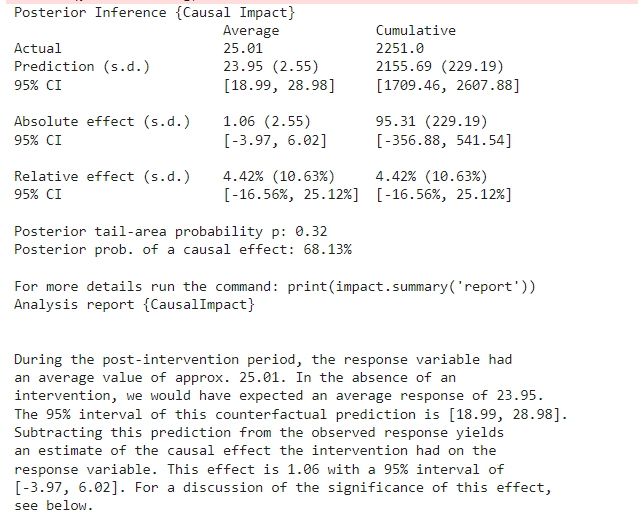 Posterior Inference {Causal Impact}
                          Average            Cumulative
Actual                    25.01              2251.0
Prediction (s.d.)         23.95 (2.55)       2155.69 (229.19)
95% CI                    [18.99, 28.98]     [1709.46, 2607.88]

Absolute effect (s.d.)    1.06 (2.55)        95.31 (229.19)
95% CI                    [-3.97, 6.02]      [-356.88, 541.54]

Relative effect (s.d.)    4.42% (10.63%)     4.42% (10.63%)
95% CI                    [-16.56%, 25.12%]  [-16.56%, 25.12%]

Posterior tail-area probability p: 0.32
Posterior prob. of a causal effect: 68.13%

For more details run the command: print(impact.summary('report'))
Analysis report {CausalImpact}


During the post-intervention period, the response variable had
an average value of approx. 25.01. In the absence of an
intervention, we would have expected an average response of 23.95.
The 95% interval of this counterfactual prediction is [18.99, 28.98].
Subtracting this prediction from the observed response yields
an estimate of the causal effect the intervention had on the
response variable. This effect is 1.06 with a 95% interval of
[-3.97, 6.02]. For a discussion of the significance of this effect,
see below.